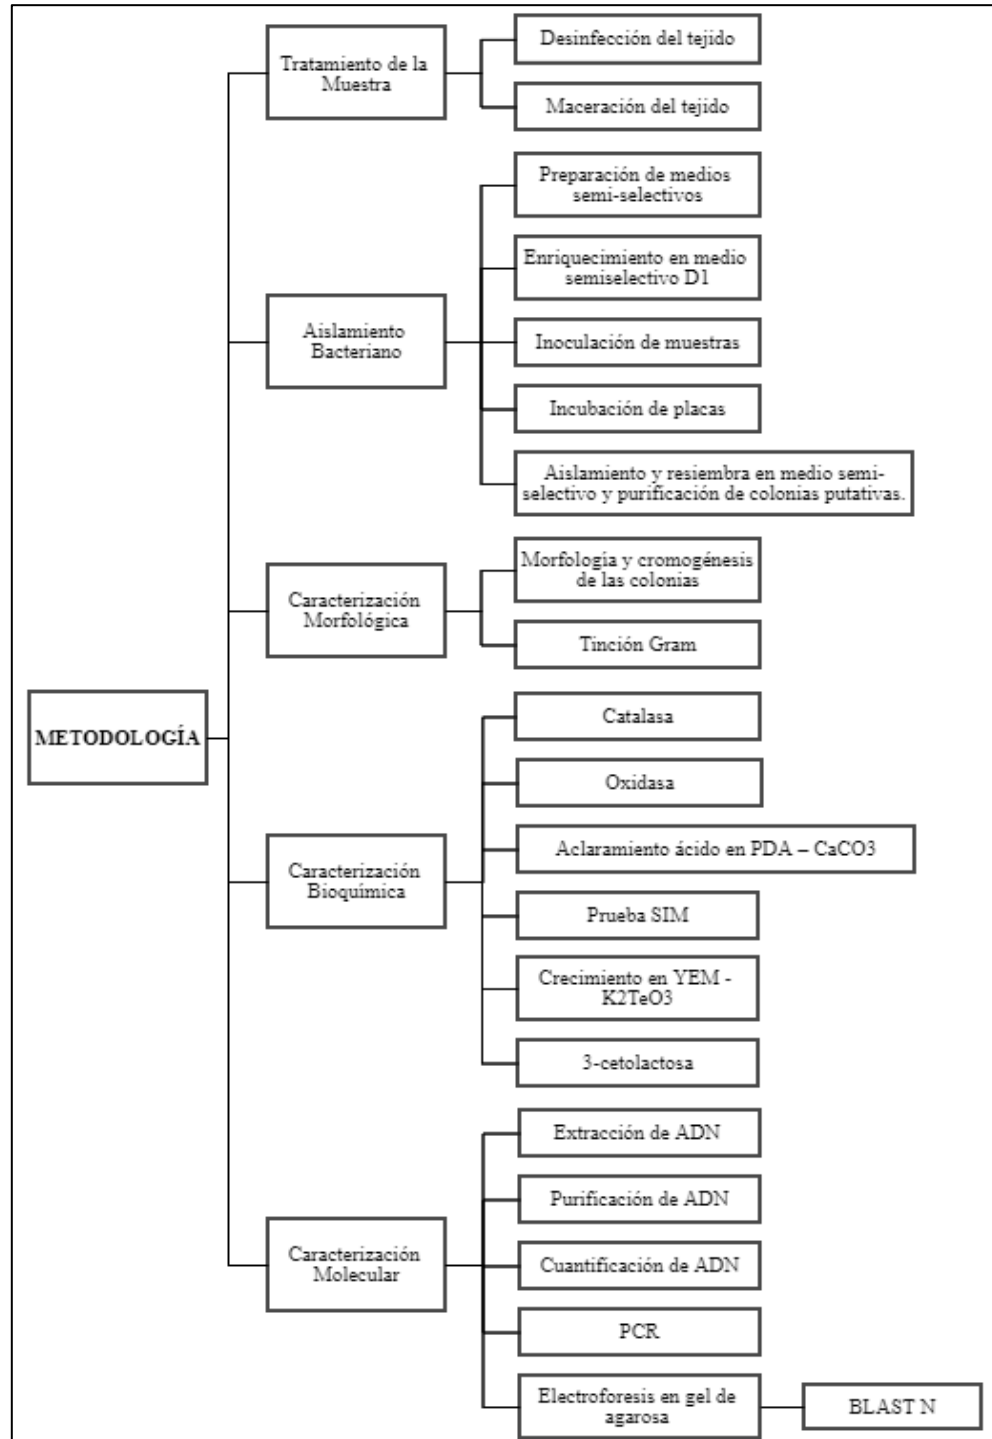 METODOLOGÍA
Tratamiento de la
Muestra
Desinfección del tejido
Maceración del tejido
Aislamiento
Bacteriano
Preparación de medios
semi-selectivos
Enriquecimiento en medio
semiselectivo D1
Inoculación de muestras
Incubación de placas
Aislamiento y resiembra en medio semi-
selectivo y purificación de colonias putativas.
Caracterización
Morfológica
Morfología y cromogénesis
de las colonias
Tinción Gram
Caracterización
Bioquímica
Catalasa
Oxidasa
Aclaramiento ácido en PDA – CaCO3
Prueba SIM
Crecimiento en YEM -
K2TeO3
3-cetolactosa
Caracterización
Molecular
Extracción de ADN
Purificación de ADN
Cuantificación de ADN
PCR
Electroforesis en gel de
agarosa
BLAST N